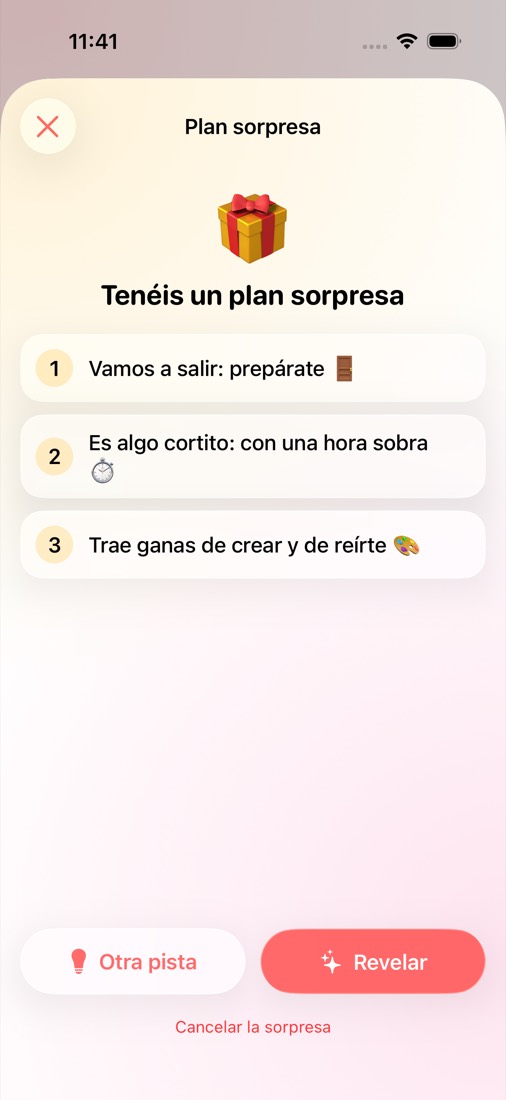 11:41
Plan sorpresa
Tenéis un plan sorpresa
1 Vamos a salir: prepárate 🚪
2 Es algo cortito: con una hora sobra
⏱️
3 Trae ganas de crear y de reírte 🎨
Otra pista
Revelar
Cancelar la sorpresa